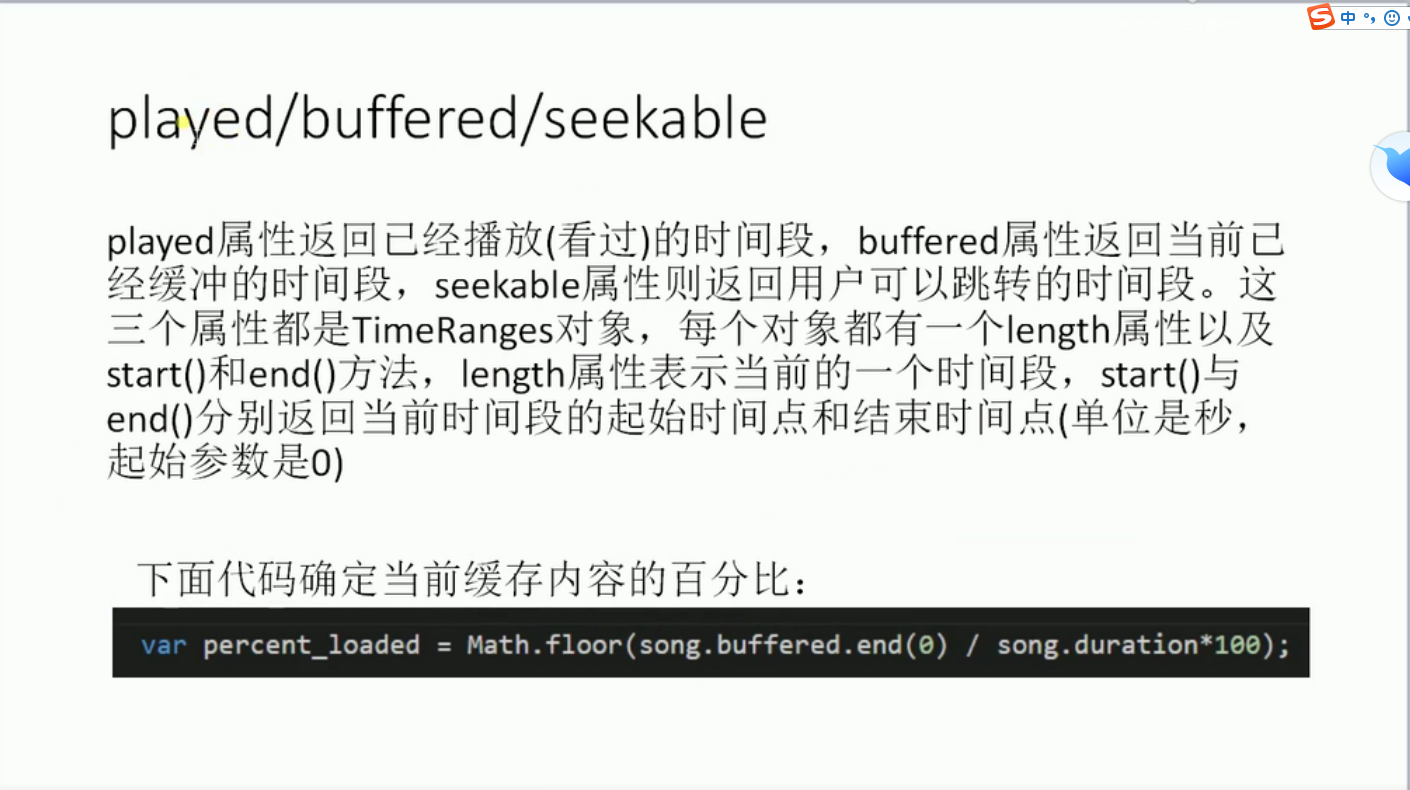 中
played/buffered/seekable
played属性返回已经播放(看过)的时间段，buffered属性返回当前已
经缓冲的时间段，seekable属性则返回用户可以跳转的时间段。这
三个属性都是TimeRanges对象，每个对象都有一个length属性以及
start()和end()方法，length属性表示当前的一个时间段，start()与
end()分别返回当前时间段的起始时间点和结束时间点(单位是秒，
起始参数是0)
下面代码确定当前缓存内容的百分比：
var percent_loaded = Math.floor(song.buffered.end(0) / song.duration*100);